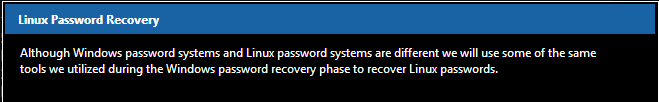 Linux Password Recovery
Although Windows password systems and Linux password systems are different we will use some of the same
tools we utilized during the Windows password recovery phase to recover Linux passwords.